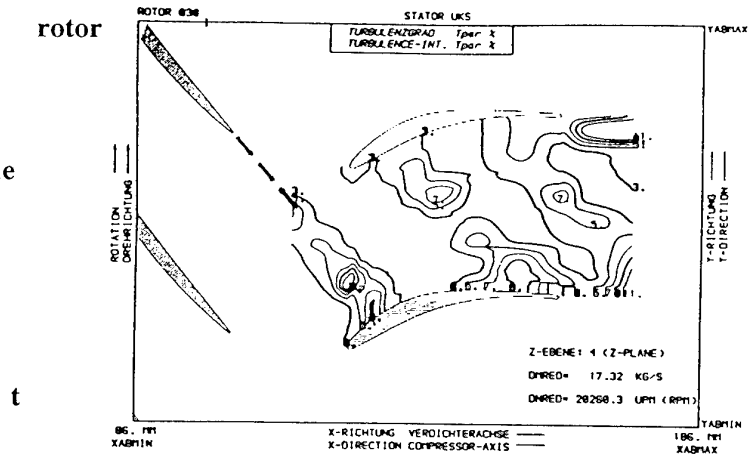 ROTOR 030
STATOR UKS
rotor
TURBULENZGRAD Tpar %
TURBULENCE-INT. Tpar %
YABMAX
e
ROTATION
DREHRICHTUNG
Y-RICHTUNG
Y-DIRECTION
Z-EBENE: 4 (Z-PLANE)
DMRED= 17.32 KG/S
DNRED= 20260.3 UPM (RPM)
t
YABMIN
86. MM
XABMIN
X-RICHTUNG VERDICHTERACHSE
X-DIRECTION COMPRESSOR-AXIS
186. MM
XABMAX